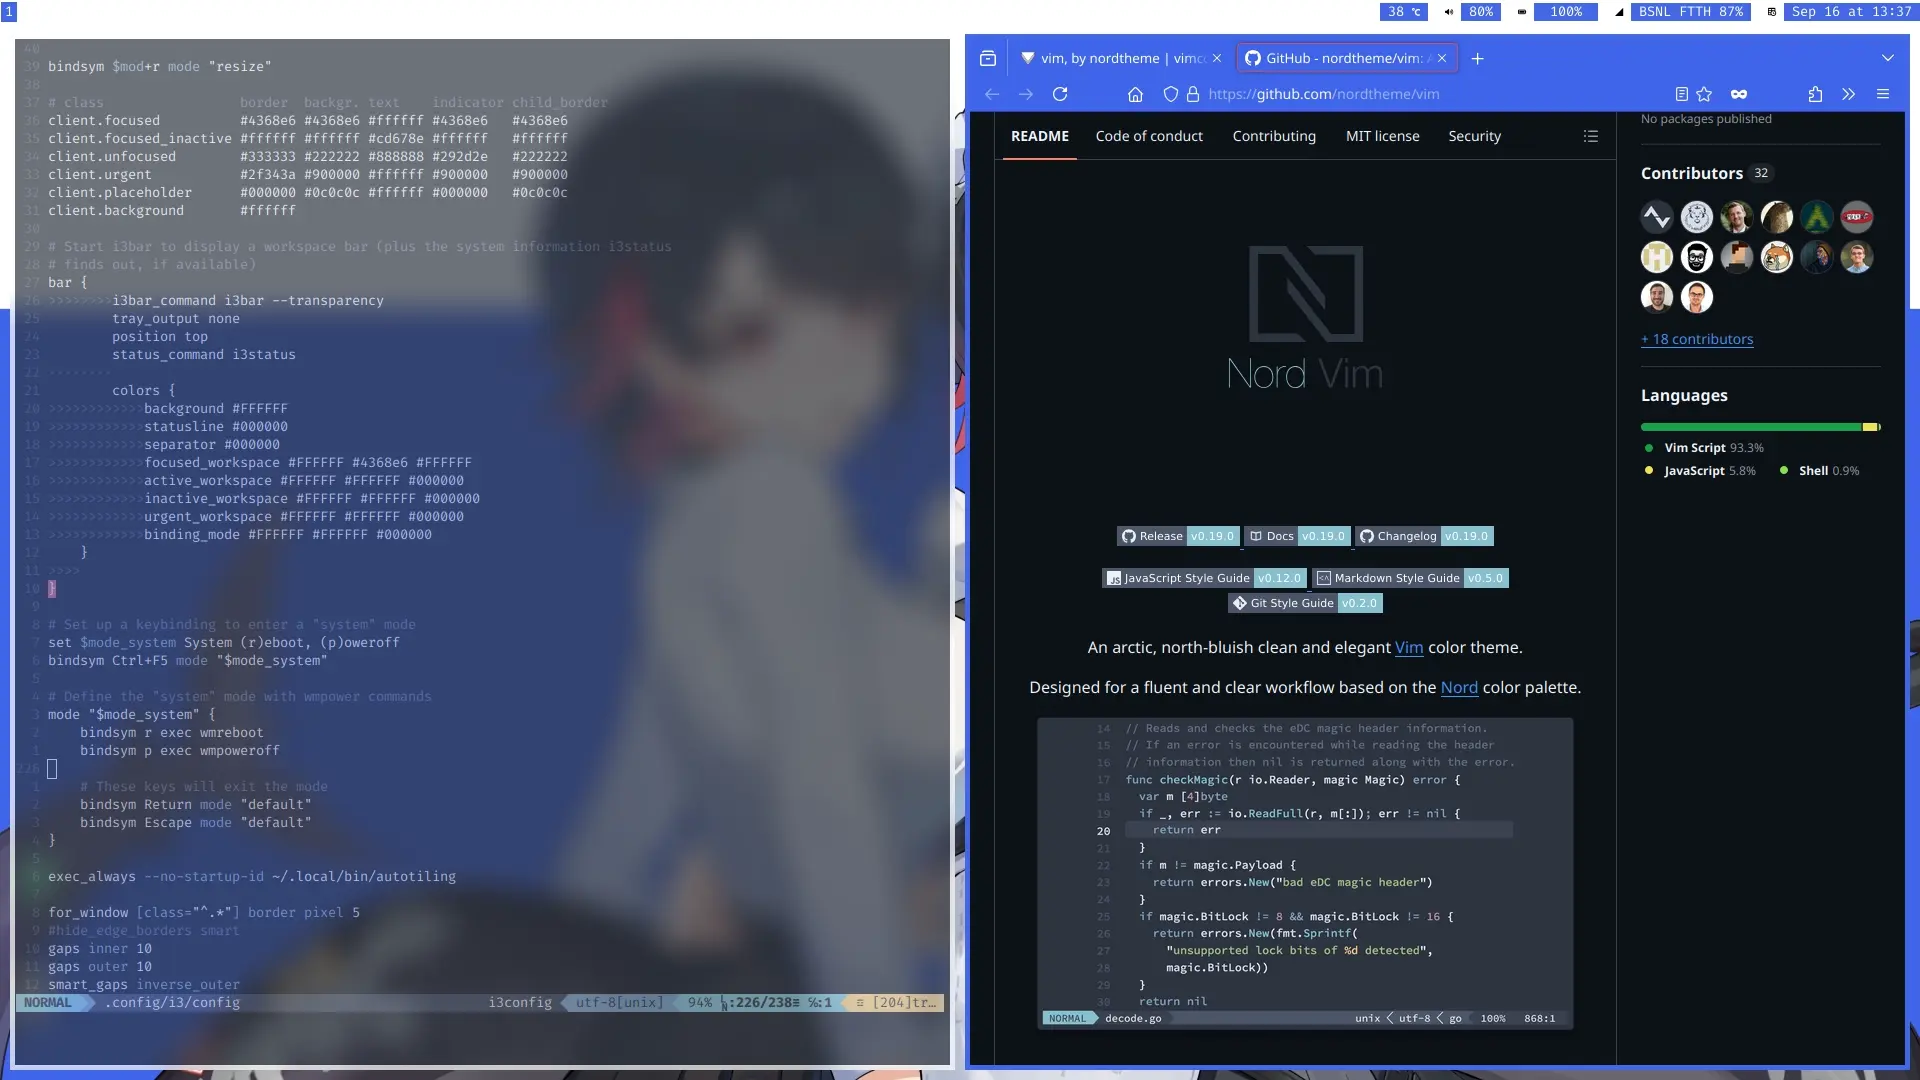 1
38 ℃
80%
100%
BSNL FTTH 87%
Sep 16 at 13:37
40
39 bindsym $mod+r mode "resize"
38
37 # class border backgr. text indicator child_border
36 client.focused #4368e6 #4368e6 #ffffff #4368e6 #4368e6
35 client.focused_inactive #ffffff #ffffff #cd678e #ffffff #ffffff
34 client.unfocused #333333 #222222 #888888 #292d2e #222222
33 client.urgent #2f343a #900000 #ffffff #900000 #900000
32 client.placeholder #000000 #0c0c0c #ffffff #000000 #0c0c0c
31 client.background #ffffff
30
29 # Start i3bar to display a workspace bar (plus the system information i3status
28 # finds out, if available)
27 bar {
26 >>>>>>>>i3bar_command i3bar --transparency
25 tray_output none
24 position top
23 status_command i3status
22
21 colors {
20 >>>>>>>>>>>>background #FFFFFF
19 >>>>>>>>>>>>statusline #000000
18 >>>>>>>>>>>>separator #000000
17 >>>>>>>>>>>>focused_workspace #FFFFFF #4368e6 #FFFFFF
16 >>>>>>>>>>>>active_workspace #FFFFFF #FFFFFF #000000
15 >>>>>>>>>>>>inactive_workspace #FFFFFF #FFFFFF #000000
14 >>>>>>>>>>>>urgent_workspace #FFFFFF #FFFFFF #000000
13 >>>>>>>>>>>>binding_mode #FFFFFF #FFFFFF #000000
12 }
11 >>>>
10 }
9
8 # Set up a keybinding to enter a "system" mode
7 set $mode_system System (r)eboot, (p)oweroff
6 bindsym Ctrl+F5 mode "$mode_system"
5
4 # Define the "system" mode with wmpower commands
3 mode "$mode_system" {
2 bindsym r exec wmreboot
1 bindsym p exec wmpoweroff
226
1 # These keys will exit the mode
2 bindsym Return mode "default"
3 bindsym Escape mode "default"
4 }
5
6 exec_always --no-startup-id ~/.local/bin/autotiling
7
8 for_window [class="^.*"] border pixel 5
9 #hide_edge_borders smart
10 gaps inner 10
11 gaps outer 10
12 smart_gaps inverse_outer
NORMAL .config/i3/config i3config utf-8[unix] 94% ㏑:226/238≡ ℅:1 ≡ [204]tr…
vim, by nordtheme | vimc
GitHub - nordtheme/vim: A
https://github.com/nordtheme/vim
README Code of conduct Contributing MIT license Security
Nord Vim
Release v0.19.0 Docs v0.19.0 Changelog v0.19.0
JS JavaScript Style Guide v0.12.0 Markdown Style Guide v0.5.0
Git Style Guide v0.2.0
An arctic, north-bluish clean and elegant Vim color theme.
Designed for a fluent and clear workflow based on the Nord color palette.
14 // Reads and checks the eDC magic header information.
15 // If an error is encountered while reading the header
16 // information then nil is returned along with the error.
17 func checkMagic(r io.Reader, magic Magic) error {
18 var m [4]byte
19 if _, err := io.ReadFull(r, m[:]); err != nil {
20 return err
21 }
22 if m != magic.Payload {
23 return errors.New("bad eDC magic header")
24 }
25 if magic.BitLock != 8 && magic.BitLock != 16 {
26 return errors.New(fmt.Sprintf(
27 "unsupported lock bits of %d detected",
28 magic.BitLock))
29 }
30 return nil
NORMAL decode.go unix utf-8 go 100% 868:1
No packages published
Contributors 32
+ 18 contributors
Languages
Vim Script 93.3%
JavaScript 5.8% Shell 0.9%